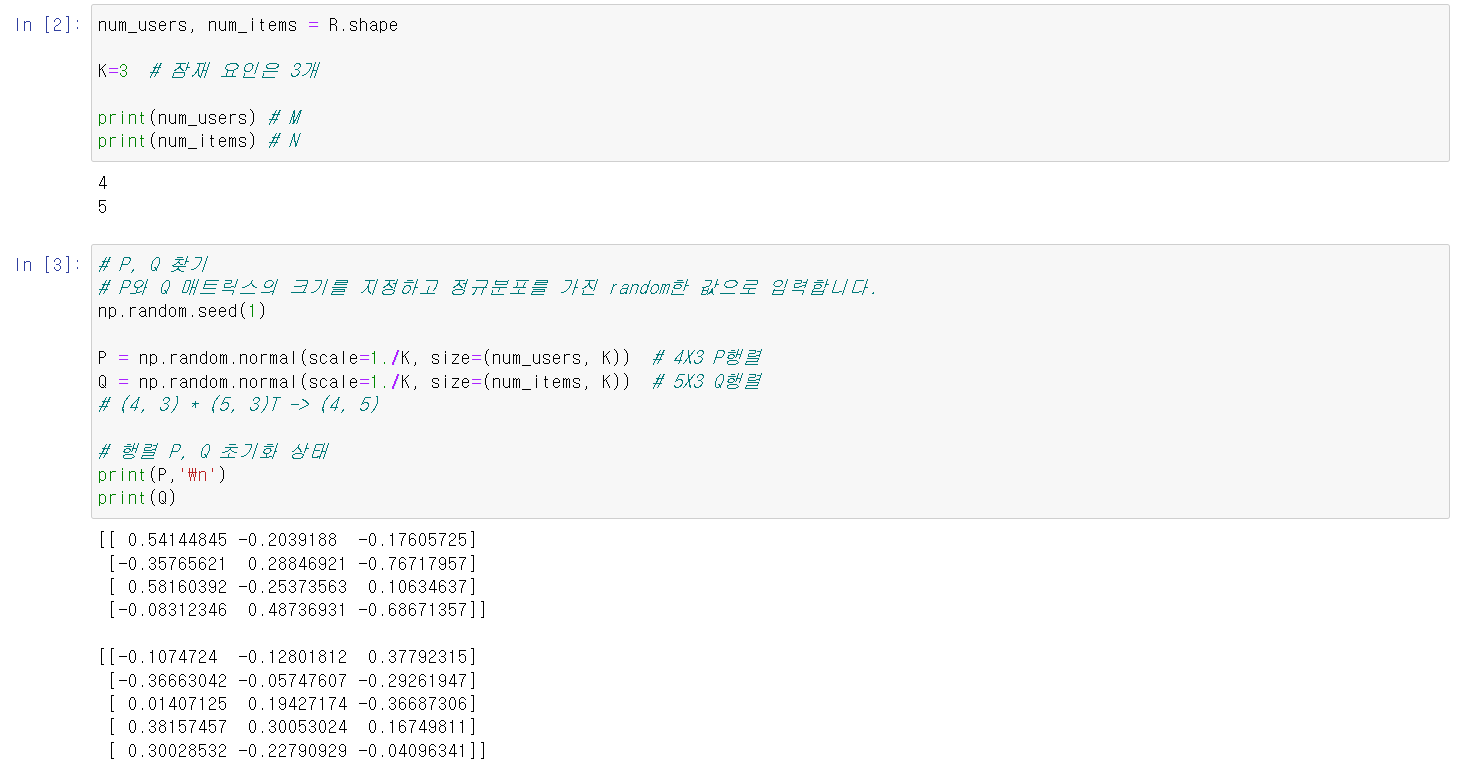 In [2]:
num_users, num_items = R.shape
K=3  # 잠재 요인은 3개
print(num_users) # M
print(num_items) # N
4
5
In [3]:
# P, Q 찾기
# P와 Q 매트릭스의 크기를 지정하고 정규분포를 가진 random한 값으로 입력합니다.
np.random.seed(1)
P = np.random.normal(scale=1./K, size=(num_users, K))  # 4X3 P행렬
Q = np.random.normal(scale=1./K, size=(num_items, K))  # 5X3 Q행렬
# (4, 3) * (5, 3)T -> (4, 5)
# 행렬 P, Q 초기화 상태
print(P,'₩n')
print(Q)
[[ 0.54144845 -0.2039188  -0.17605725]
 [-0.35765621  0.28846921 -0.76717957]
 [ 0.58160392 -0.25373563  0.10634637]
 [-0.08312346  0.48736931 -0.68671357]]
[[-0.1074724  -0.12801812  0.37792315]
 [-0.36663042 -0.05747607 -0.29261947]
 [ 0.01407125  0.19427174 -0.36687306]
 [ 0.38157457  0.30053024  0.16749811]
 [ 0.30028532 -0.22790929 -0.04096341]]